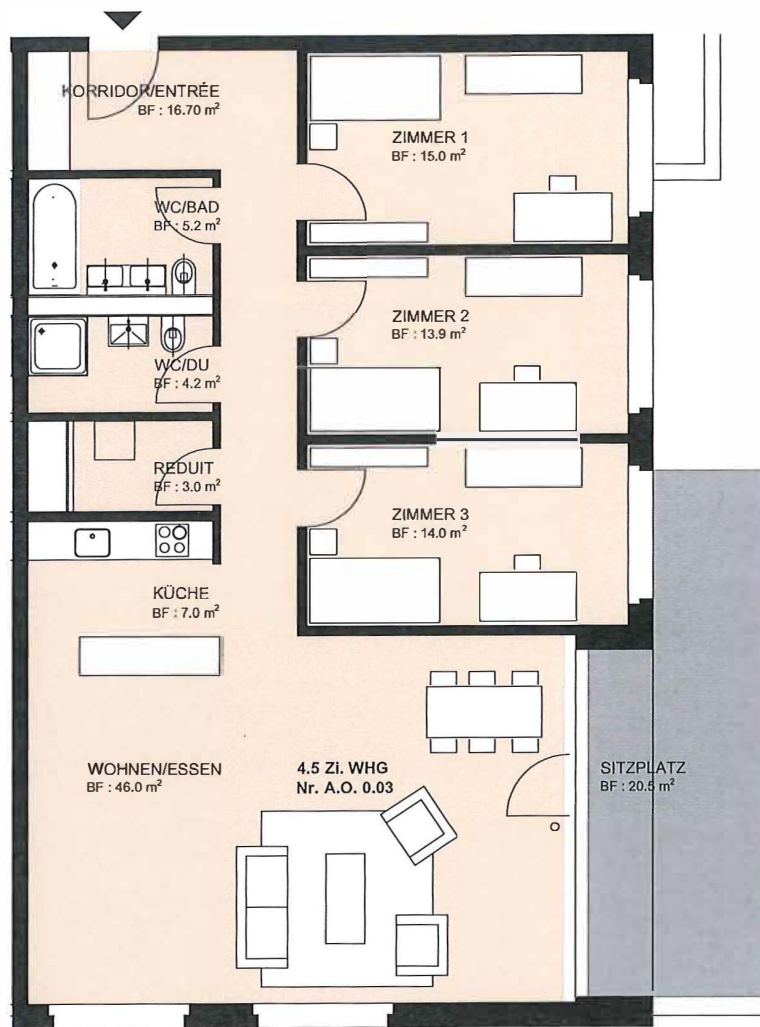 KORRIDOR/ENTRÉE
BF : 16.70 m²
ZIMMER 1
BF : 15.0 m²
WC/BAD
BF : 5.2 m²
ZIMMER 2
BF : 13.9 m²
WC/DU
BF : 4.2 m²
REDUIT
BF : 3.0 m²
ZIMMER 3
BF : 14.0 m²
KÜCHE
BF : 7.0 m²
WOHNEN/ESSEN
BF : 46.0 m²
4.5 Zi. WHG
Nr. A.O. 0.03
SITZPLATZ
BF : 20.5 m²